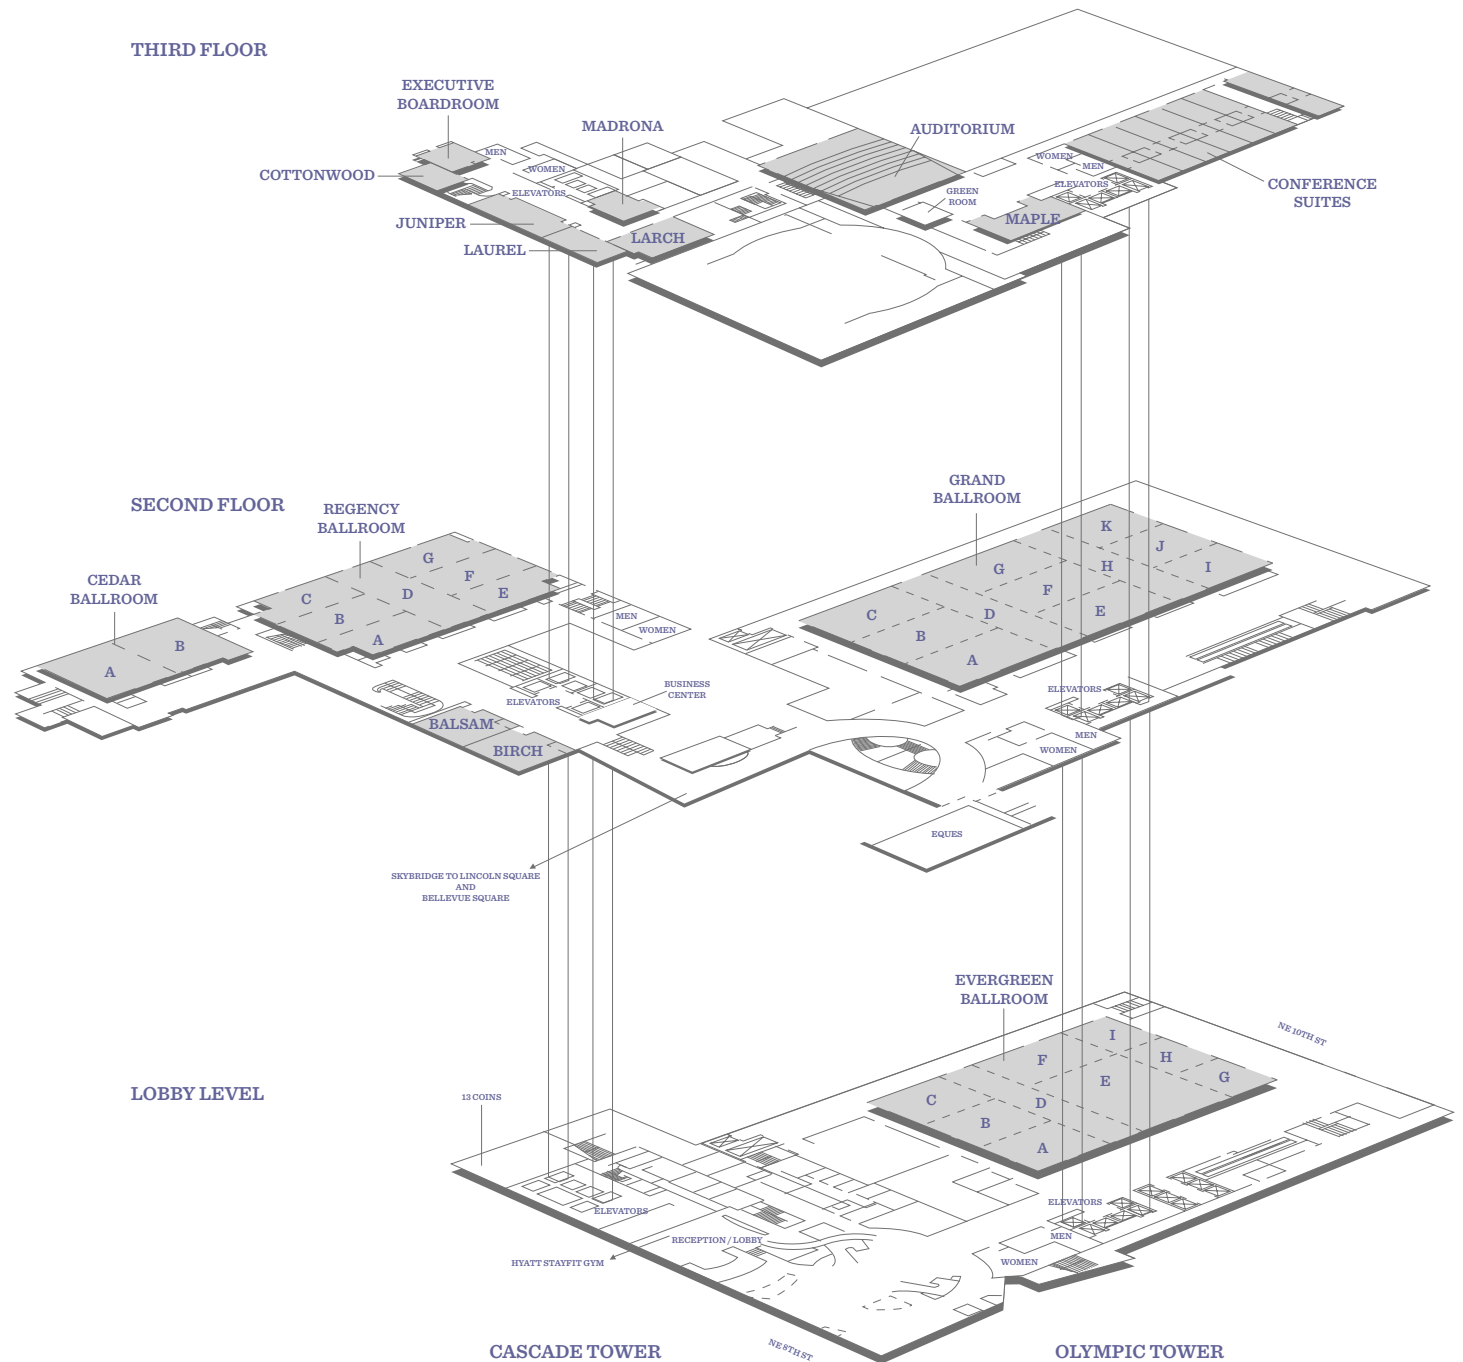 THIRD FLOOR
EXECUTIVE
BOARDROOM
MADRONA
AUDITORIUM
MEN
WOMEN
COTTONWOOD
ELEVATORS
WOMEN
MEN
ELEVATORS
CONFERENCE
SUITES
GREEN
ROOM
JUNIPER
MAPLE
LARCH
LAUREL
SECOND FLOOR
REGENCY
BALLROOM
GRAND
BALLROOM
CEDAR
BALLROOM
G
F
E
D
C
B
A
B
A
MEN
WOMEN
K
J
I
H
G
F
E
D
C
B
A
BUSINESS
CENTER
ELEVATORS
BALSAM
BIRCH
ELEVATORS
MEN
WOMEN
EQUES
SKYBRIDGE TO LINCOLN SQUARE
AND
BELLEVUE SQUARE
EVERGREEN
BALLROOM
NE 10TH ST
I
H
G
F
E
D
C
B
A
LOBBY LEVEL
13 COINS
ELEVATORS
ELEVATORS
RECEPTION / LOBBY
MEN
WOMEN
HYATT STAYFIT GYM
NE 8TH ST
CASCADE TOWER
OLYMPIC TOWER